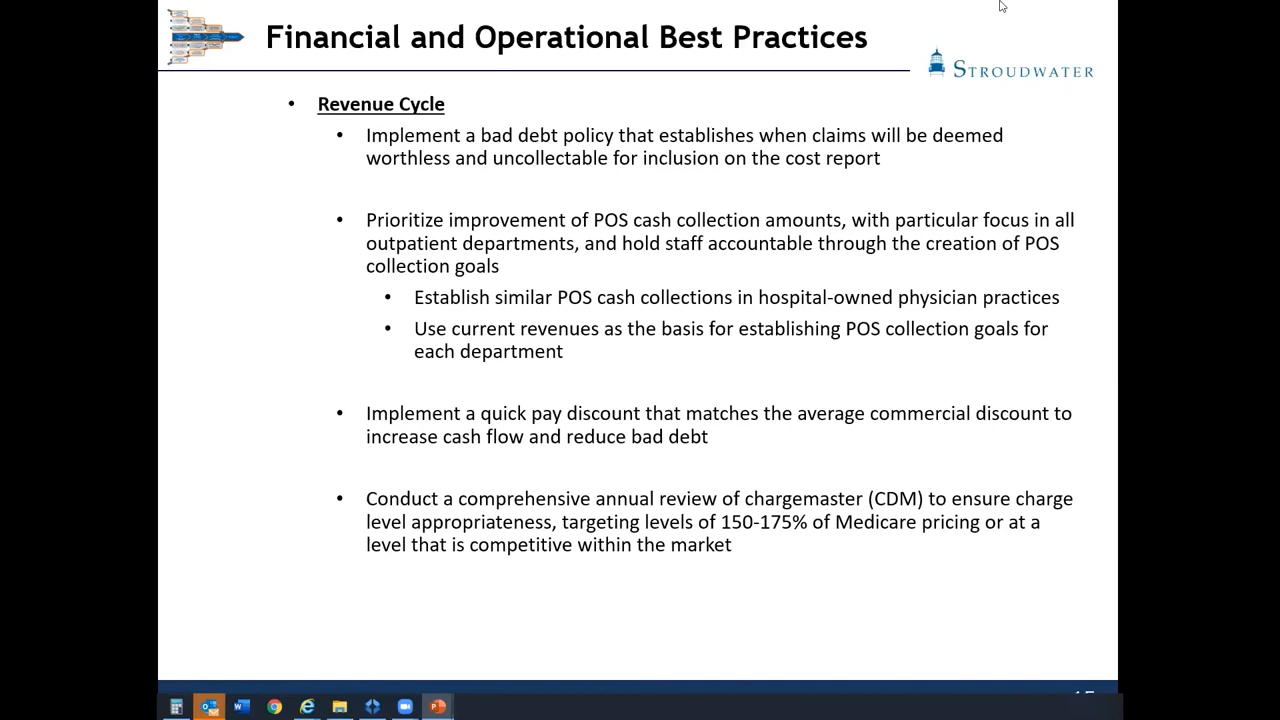 Financial and Operational Best Practices
STROUDWATER
• Revenue Cycle
• Implement a bad debt policy that establishes when claims will be deemed
worthless and uncollectable for inclusion on the cost report
• Prioritize improvement of POS cash collection amounts, with particular focus in all
outpatient departments, and hold staff accountable through the creation of POS
collection goals
• Establish similar POS cash collections in hospital-owned physician practices
• Use current revenues as the basis for establishing POS collection goals for
each department
• Implement a quick pay discount that matches the average commercial discount to
increase cash flow and reduce bad debt
• Conduct a comprehensive annual review of chargemaster (CDM) to ensure charge
level appropriateness, targeting levels of 150-175% of Medicare pricing or at a
level that is competitive within the market